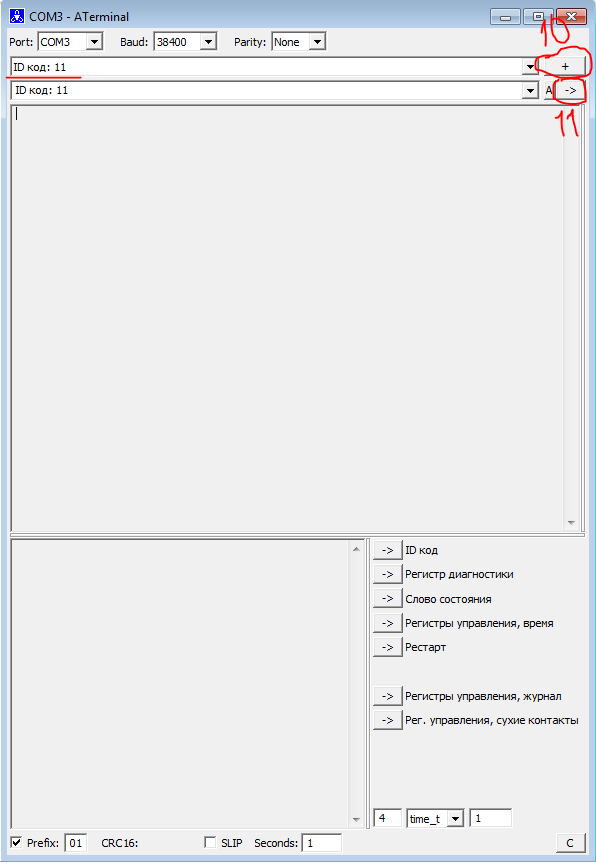 COM3 - ATerminal
10
Port: COM3 Baud: 38400 Parity: None
ID код: 11 +
ID код: 11 A ->
11
-> ID код
-> Регистр диагностики
-> Слово состояния
-> Регистры управления, время
-> Рестарт
-> Регистры управления, журнал
-> Рег. управления, сухие контакты
4 time_t 1
Prefix: 01 CRC16: SLIP Seconds: 1 C